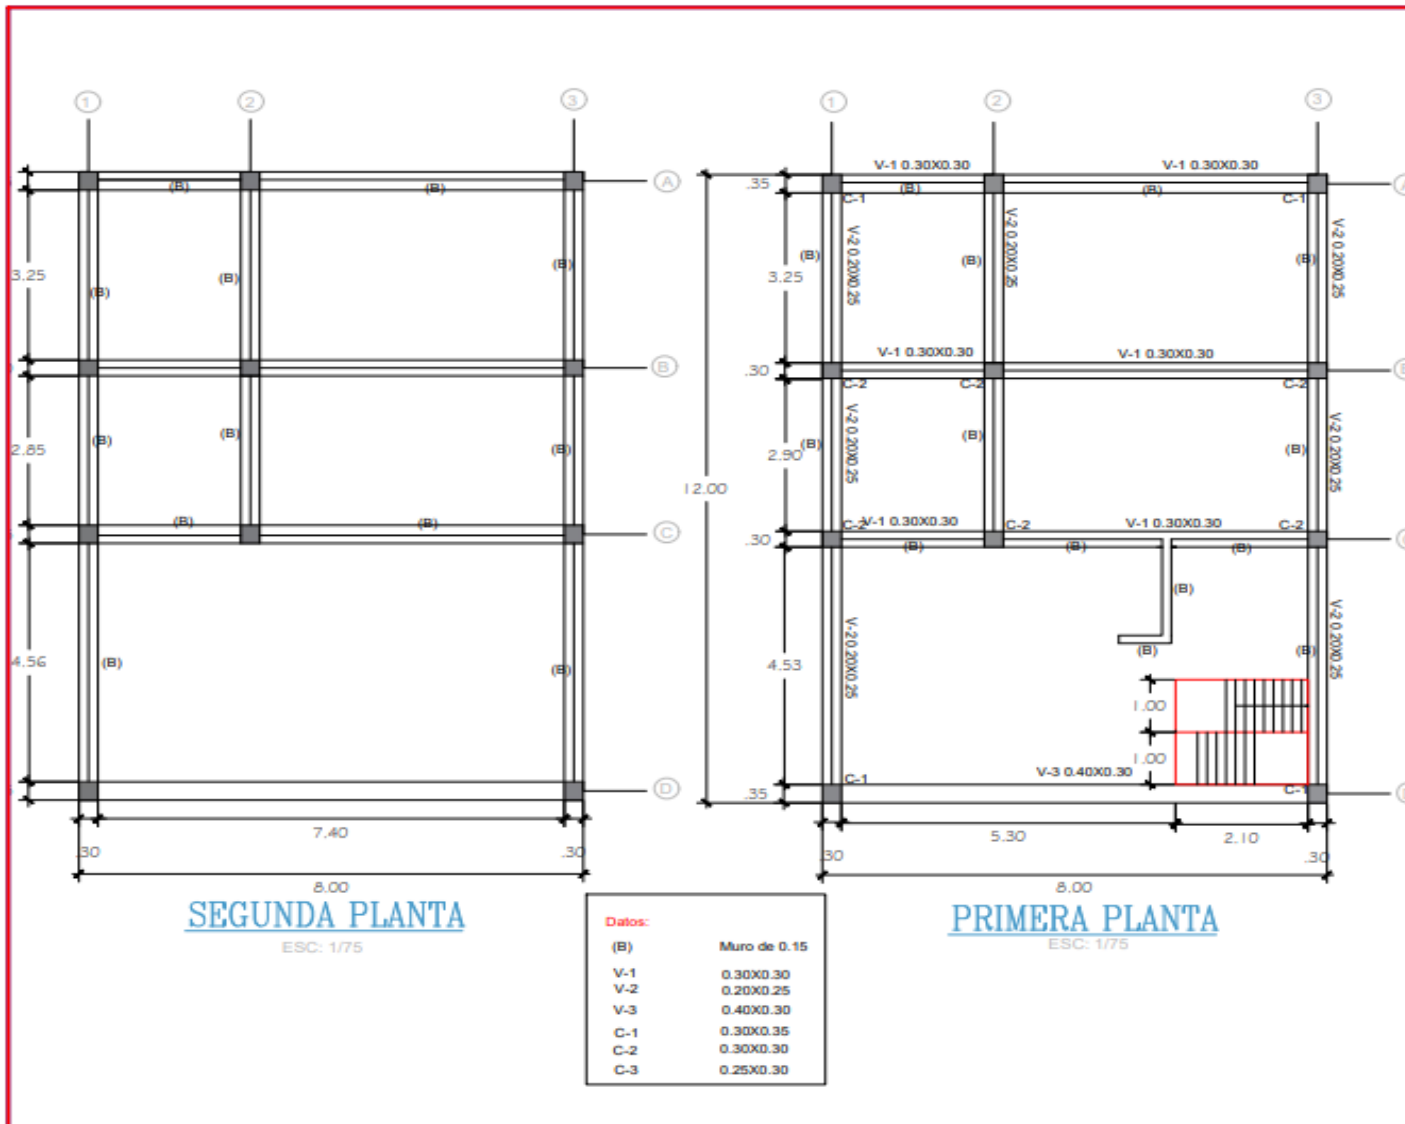 1 2 3
(B) (B)
A
3.25
(B) (B) (B)
B
2.85
(B) (B) (B)
(B) (B)
C
4.56
(B) (B)
D
7.40
.30 .30
8.00
SEGUNDA PLANTA
ESC: 1/75
1 2 3
V-1 0.30X0.30 V-1 0.30X0.30
.35
(B) (B)
C-1 C-1
(B) V-2 0.20X0.25 (B) V-2 0.20X0.25 (B) V-2 0.20X0.25
3.25
V-1 0.30X0.30 V-1 0.30X0.30
.30
C-2 C-2 C-2
(B) V-2 0.20X0.25 (B) (B) V-2 0.20X0.25
2.90
12.00
V-1 0.30X0.30 V-1 0.30X0.30
C-2 C-2 C-2
.30
(B) (B) (B)
(B)
V-2 0.20X0.25 (B) (B) V-2 0.20X0.25
4.53
1.00
1.00
V-3 0.40X0.30
C-1 C-1
.35
5.30 2.10
.30 .30
8.00
PRIMERA PLANTA
ESC: 1/75
Datos:
(B) Muro de 0.15
V-1 0.30X0.30
V-2 0.20X0.25
V-3 0.40X0.30
C-1 0.30X0.35
C-2 0.30X0.30
C-3 0.25X0.30